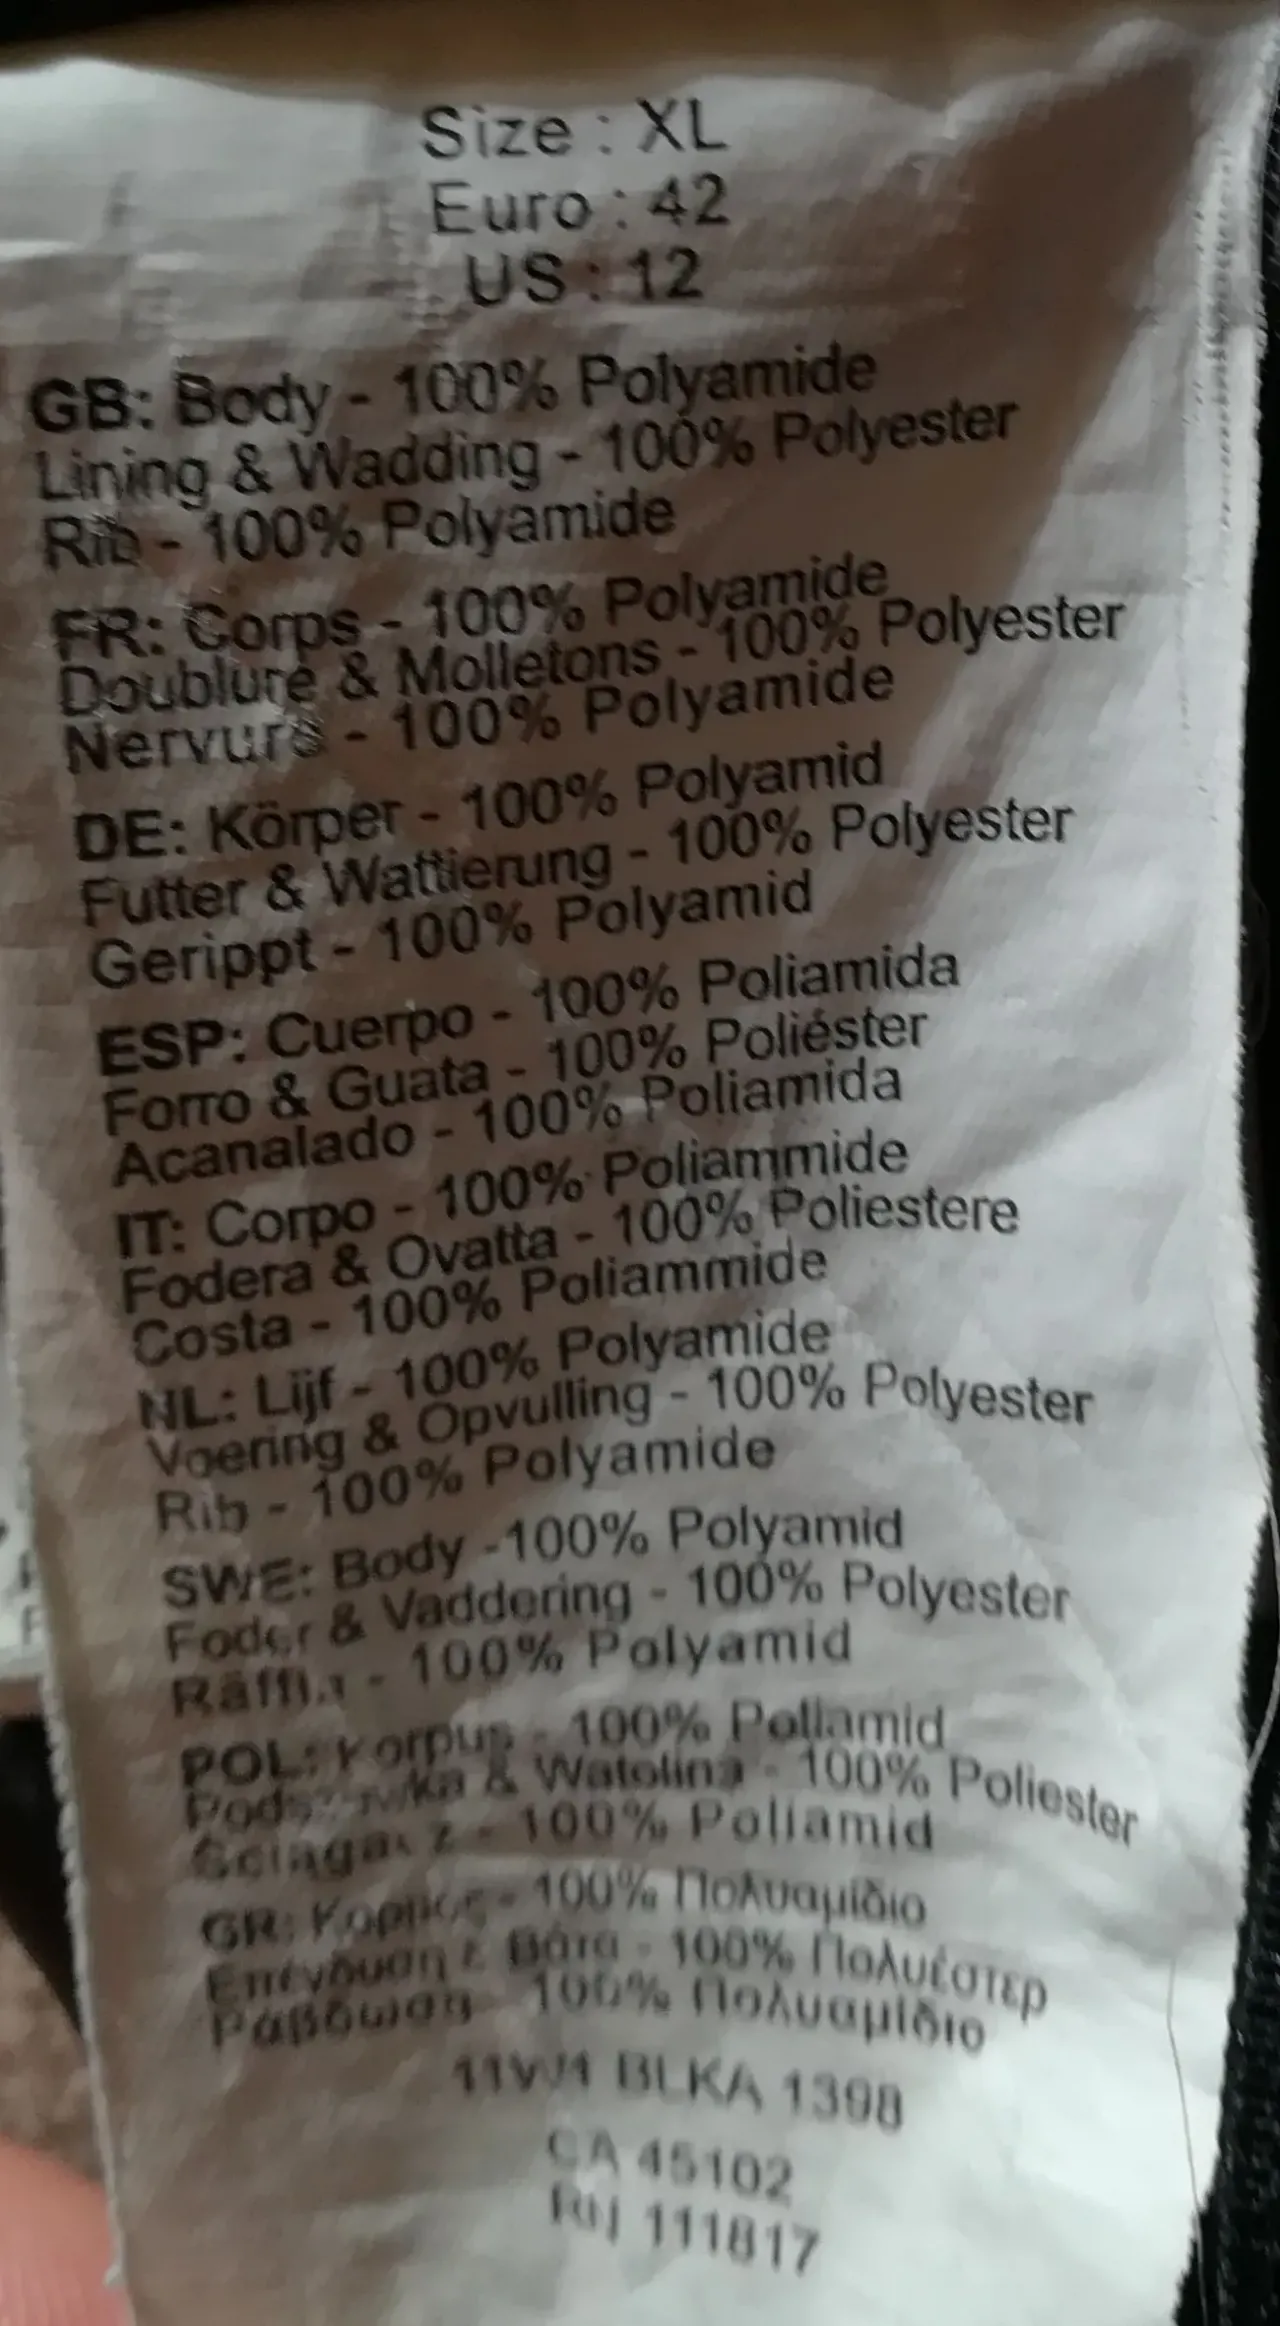 Size : XL
Euro : 42
US : 12
GB: Body - 100% Polyamide
Lining & Wadding - 100% Polyester
Rib - 100% Polyamide
FR: Corps - 100% Polyamide
Doublure & Molletons - 100% Polyester
Nervure - 100% Polyamide
DE: Körper - 100% Polyamid
Futter & Wattierung - 100% Polyester
Gerippt - 100% Polyamid
ESP: Cuerpo - 100% Poliamida
Forro & Guata - 100% Poliéster
Acanalado - 100% Poliamida
IT: Corpo - 100% Poliammide
Fodera & Ovatta - 100% Poliestere
Costa - 100% Poliammide
NL: Lijf - 100% Polyamide
Voering & Opvulling - 100% Polyester
Rib - 100% Polyamide
SWE: Body -100% Polyamid
Foder & Vaddering - 100% Polyester
- 100% Polyamid
POL: Korpus - 100% Poliamid
& Watolina - 100% Poliester
- 100% Poliamid
GR: Κορμός - 100% Πολυαμίδιο
Επένδυση & Βάτα - 100% Πολυέστερ
Ράβδωση 100% Πολυαμίδιο
BLKA 1398
CA 45102
111817